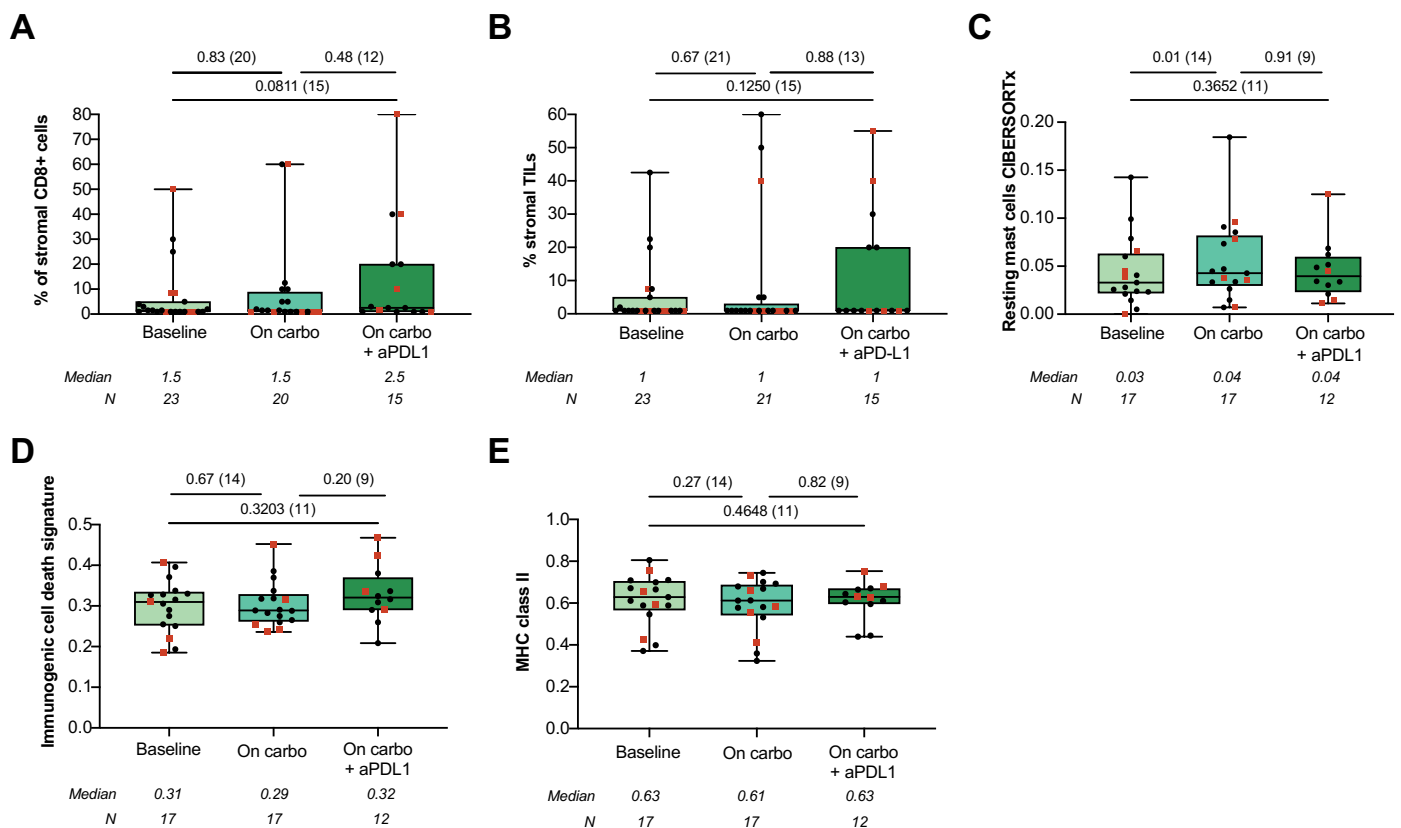 A
0.83 (20)
0.48 (12)
0.0811 (15)
% of stromal CD8+ cells
80
70
60
50
40
30
20
10
0
Baseline
On carbo
On carbo
+ aPDL1
Median 1.5 1.5 2.5
N 23 20 15
B
0.67 (21)
0.88 (13)
0.1250 (15)
% stromal TILs
60
50
40
30
20
10
0
Baseline
On carbo
On carbo
+ aPD-L1
Median 1 1 1
N 23 21 15
C
0.01 (14)
0.91 (9)
0.3652 (11)
Resting mast cells CIBERSORTx
0.20
0.15
0.10
0.05
0.00
Baseline
On carbo
On carbo
+ aPDL1
Median 0.03 0.04 0.04
N 17 17 12
D
0.67 (14)
0.20 (9)
0.3203 (11)
Immunogenic cell death signature
0.5
0.4
0.3
0.2
0.1
0.0
Baseline
On carbo
On carbo
+ aPDL1
Median 0.31 0.29 0.32
N 17 17 12
E
0.27 (14)
0.82 (9)
0.4648 (11)
MHC class II
1.0
0.8
0.6
0.4
0.2
0.0
Baseline
On carbo
On carbo
+ aPDL1
Median 0.63 0.61 0.63
N 17 17 12